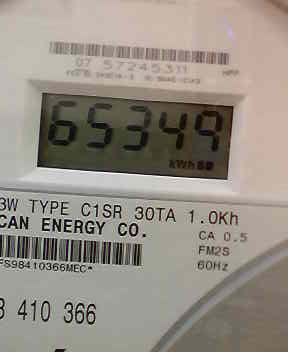 07 57245311
65349
kWh
3W TYPE C1SR 30TA 1.0Kh
CAN ENERGY CO.
CA 0.5
FM2S
60Hz
FS98410366MEC*
410 366